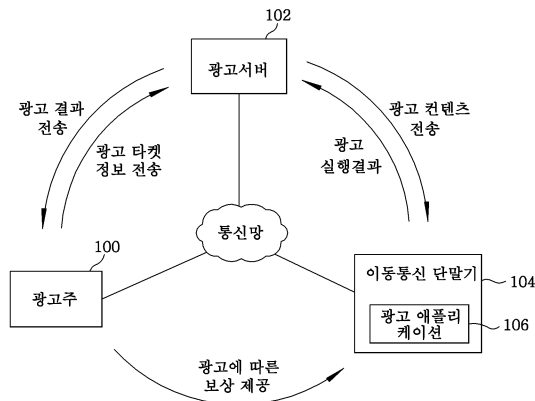 102
광고서버
광고 결과
전송
광고 타켓
정보 전송
광고 컨텐츠
전송
광고
실행결과
통신망
100
광고주
이동통신 단말기
104
광고 애플리
케이션
106
광고에 따른
보상 제공